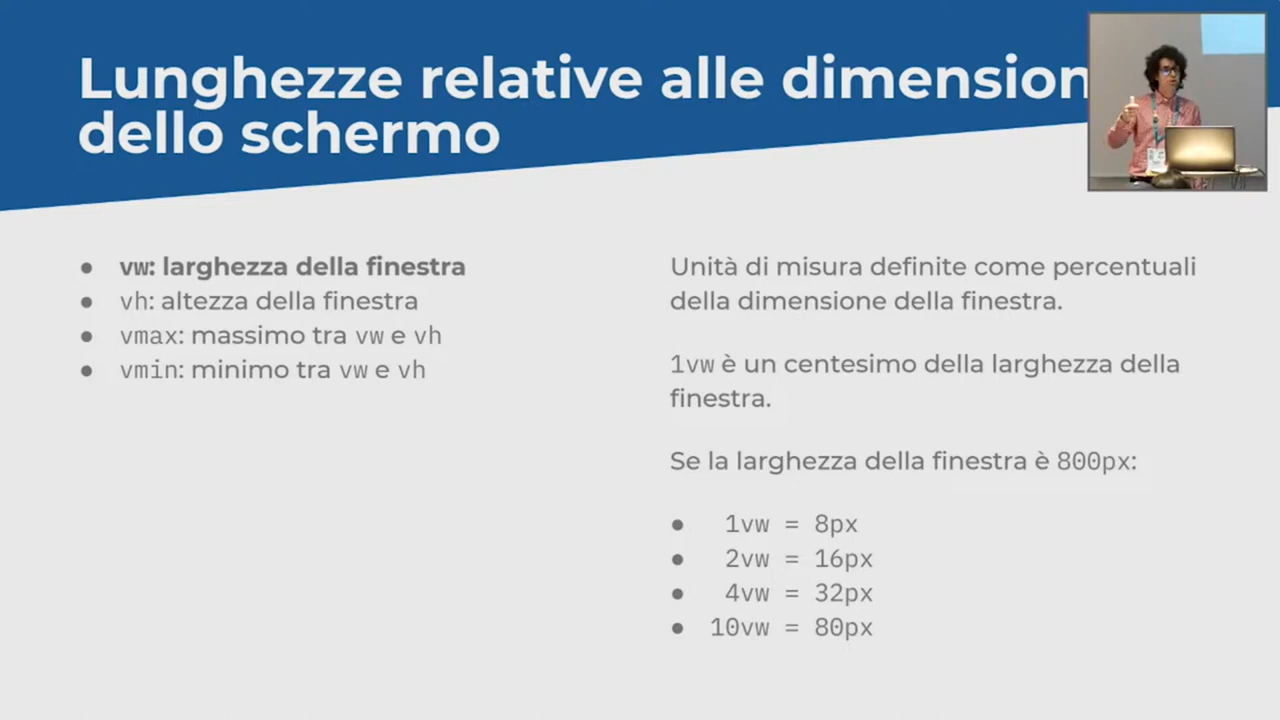 Lunghezze relative alle dimension
dello schermo
● vw: larghezza della finestra
● vh: altezza della finestra
● vmax: massimo tra vw e vh
● vmin: minimo tra vw e vh
Unità di misura definite come percentuali
della dimensione della finestra.
1vw è un centesimo della larghezza della
finestra.
Se la larghezza della finestra è 800px:
● 1vw = 8px
● 2vw = 16px
● 4vw = 32px
● 10vw = 80px